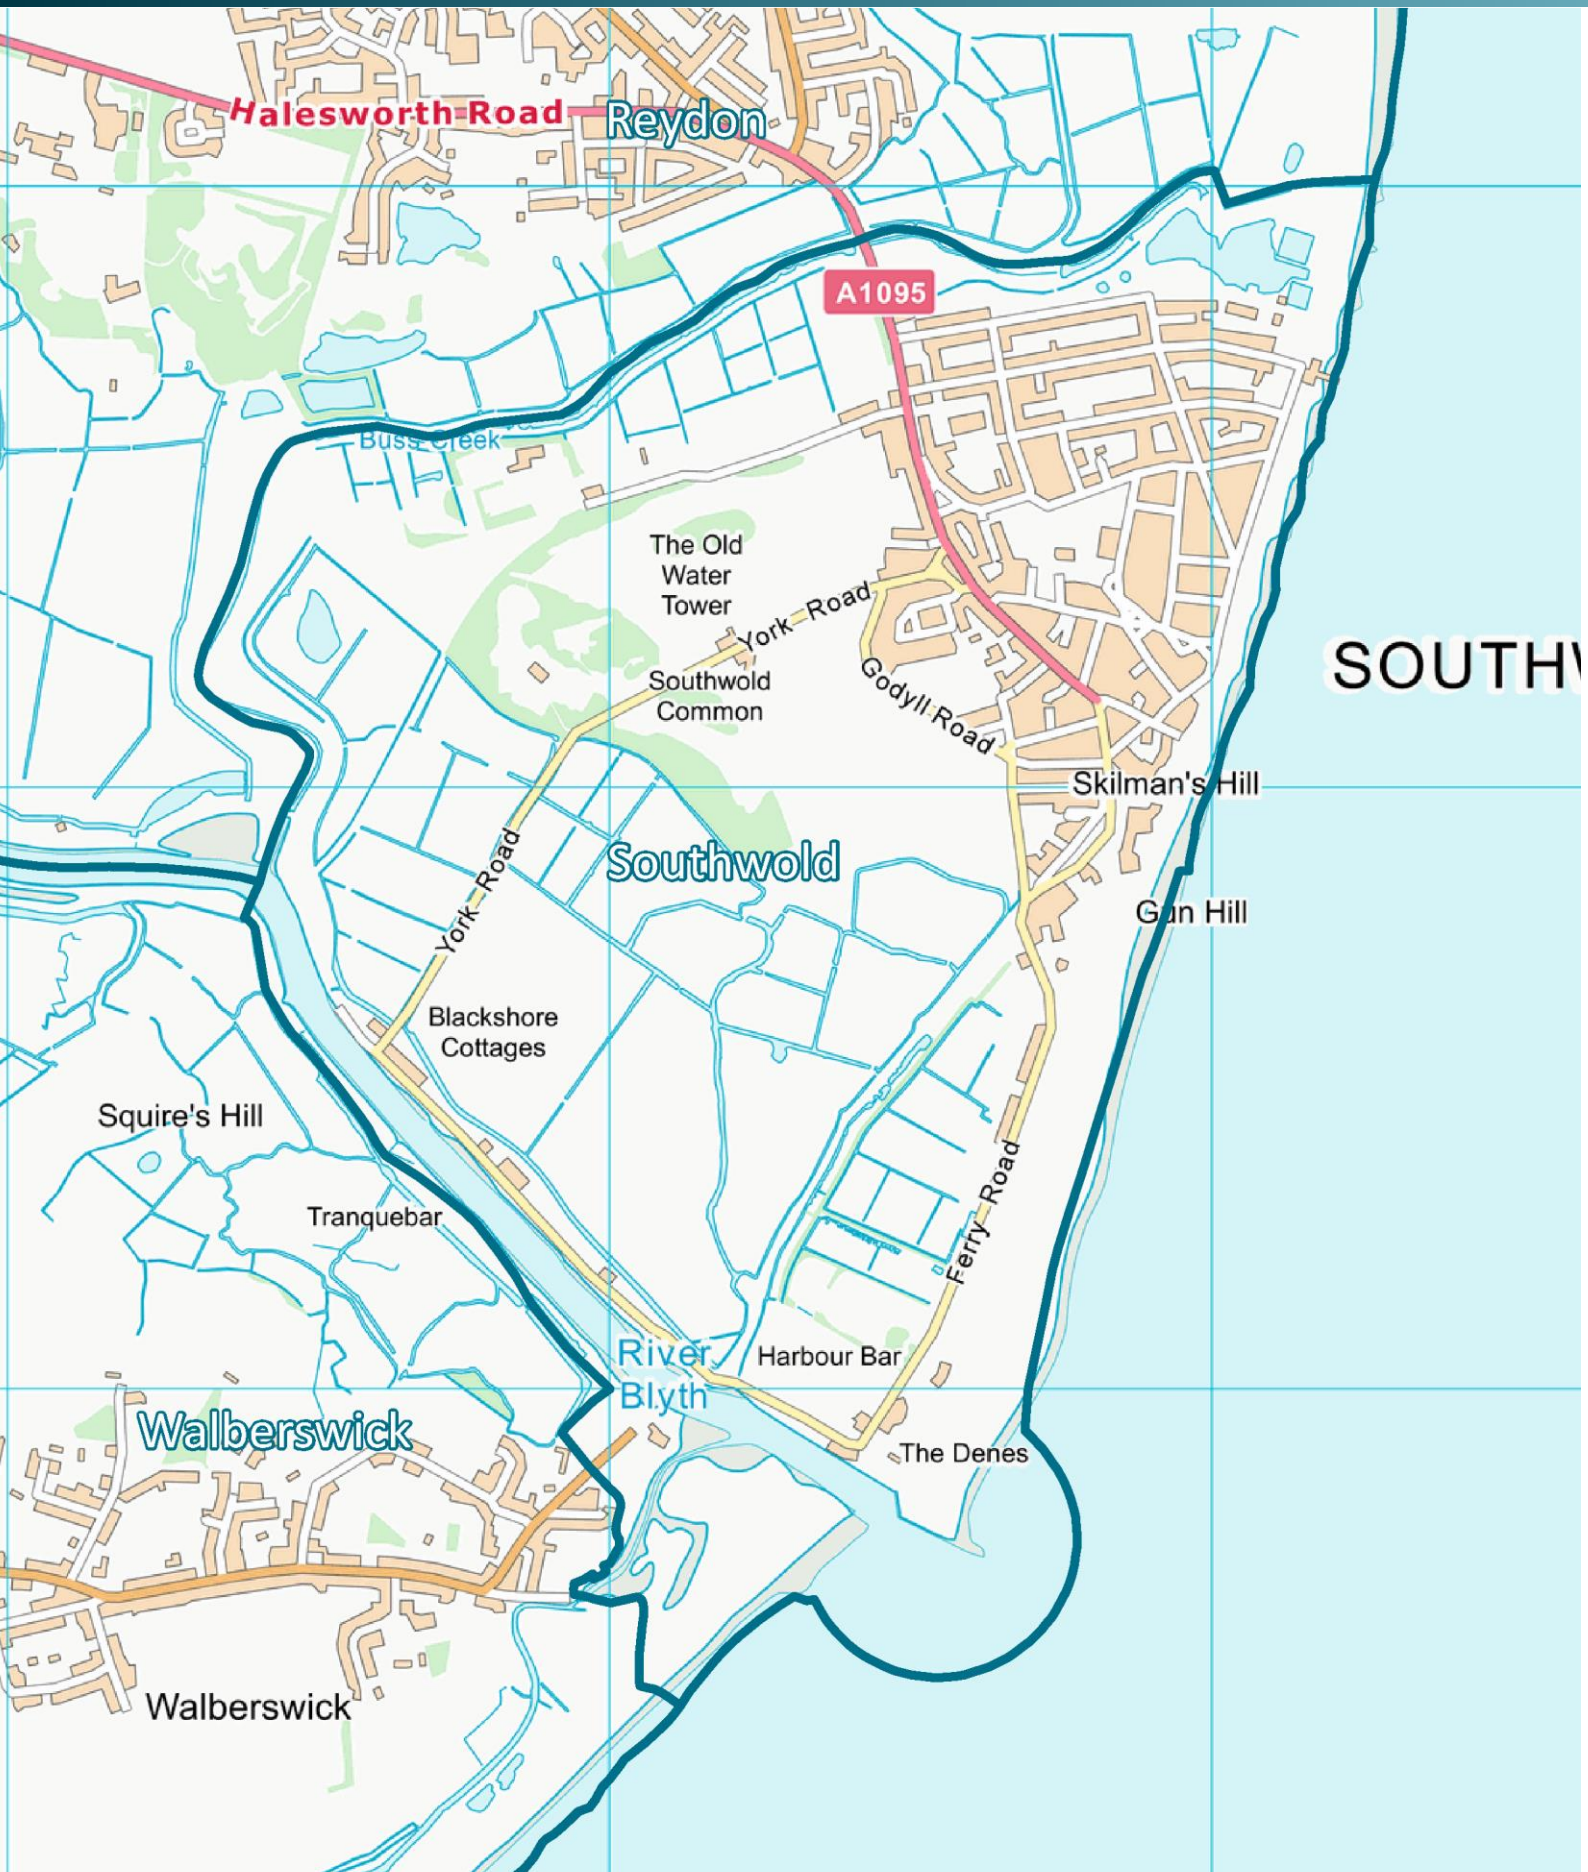 Halesworth Road
Reydon
A1095
Buss Creek
The Old
Water
Tower
York Road
Southwold
Common
Godyll Road
SOUTHW
Skilman's Hill
York Road
Southwold
Gun Hill
Blackshore
Cottages
Squire's Hill
Tranquebar
Ferry Road
River
Blyth
Harbour Bar
Walberswick
The Denes
Walberswick